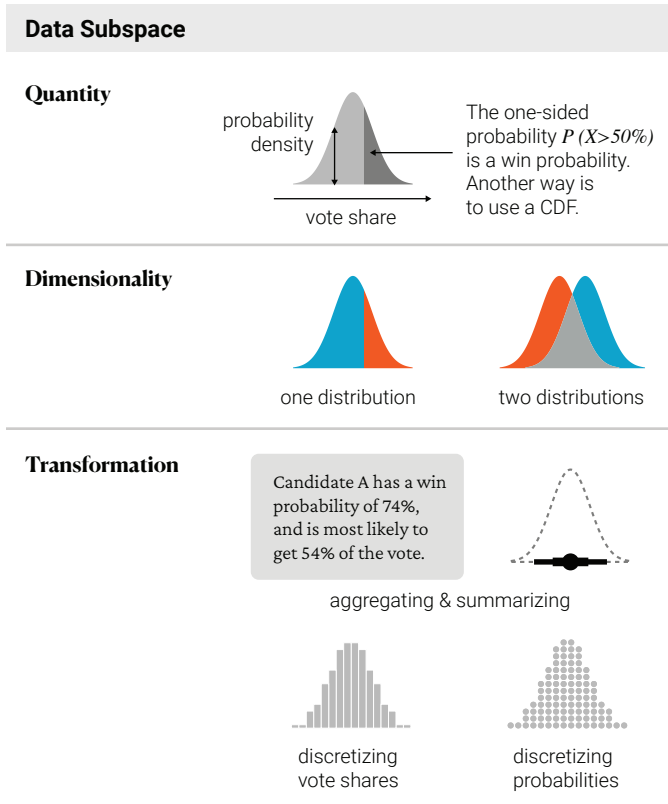 Data Subspace
Quantity
probability
density
vote share
The one-sided
probability P (X>50%)
is a win probability.
Another way is
to use a CDF.
Dimensionality
one distribution
two distributions
Transformation
Candidate A has a win
probability of 74%,
and is most likely to
get 54% of the vote.
aggregating & summarizing
discretizing
vote shares
discretizing
probabilities